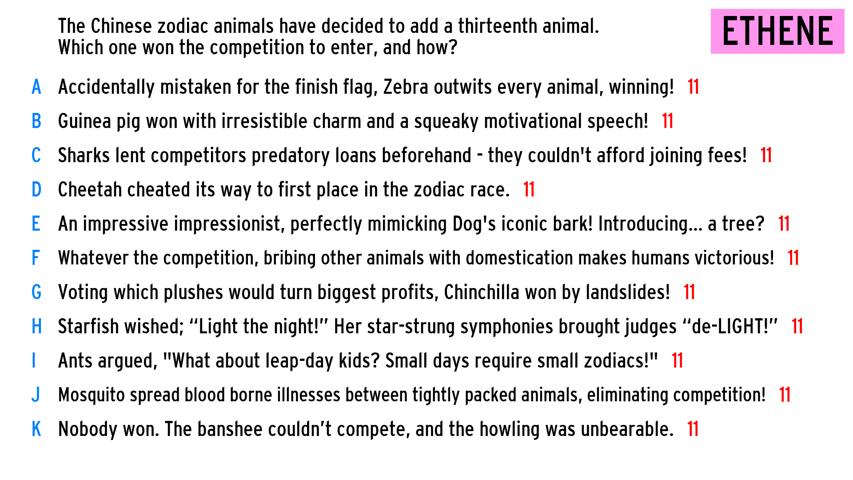 The Chinese zodiac animals have decided to add a thirteenth animal.
Which one won the competition to enter, and how?
ETHENE
A Accidentally mistaken for the finish flag, Zebra outwits every animal, winning! 11
B Guinea pig won with irresistible charm and a squeaky motivational speech! 11
C Sharks lent competitors predatory loans beforehand - they couldn't afford joining fees! 11
D Cheetah cheated its way to first place in the zodiac race. 11
E An impressive impressionist, perfectly mimicking Dog's iconic bark! Introducing... a tree? 11
F Whatever the competition, bribing other animals with domestication makes humans victorious! 11
G Voting which plushes would turn biggest profits, Chinchilla won by landslides! 11
H Starfish wished; “Light the night!” Her star-strung symphonies brought judges “de-LIGHT!” 11
I Ants argued, "What about leap-day kids? Small days require small zodiacs!" 11
J Mosquito spread blood borne illnesses between tightly packed animals, eliminating competition! 11
K Nobody won. The banshee couldn’t compete, and the howling was unbearable. 11